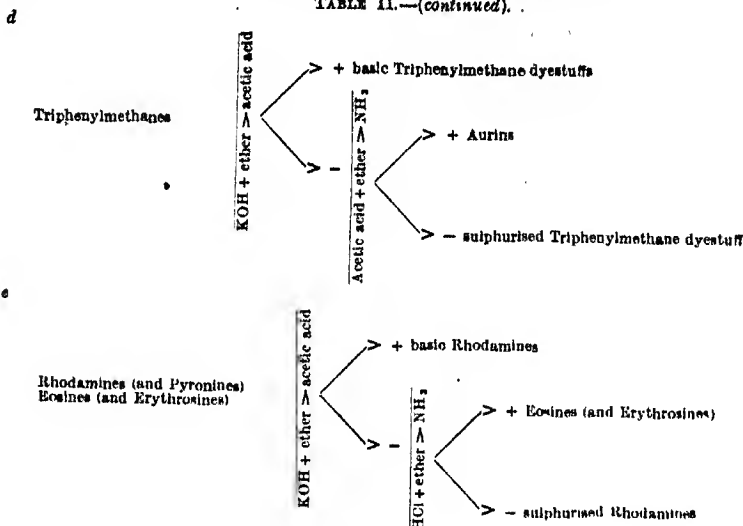 TABLE II.—(continued).
d
Triphenylmethanes
KOH + ether > acetic acid
> + basic Triphenylmethane dyestuffs
> -
Acetic acid + ether > NH₃
> + Aurins
> - sulphurised Triphenylmethane dyestuff
e
Rhodamines (and Pyronines)
Eosines (and Erythrosines)
KOH + ether > acetic acid
> + basic Rhodamines
> -
HCl + ether > NH₃
> + Eosines (and Erythrosines)
> - sulphurised Rhodamines